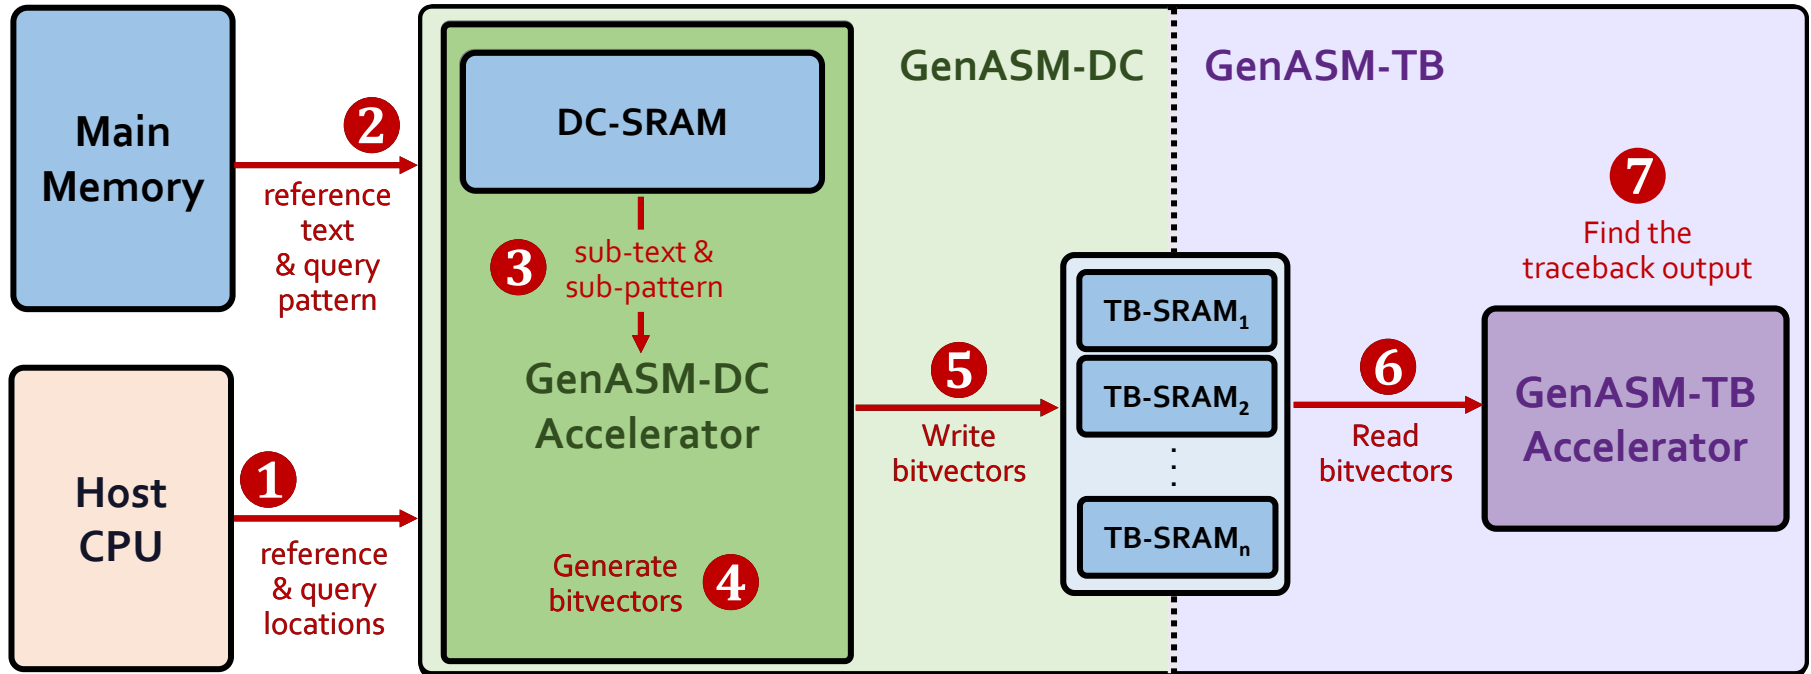 Main
Memory
2
reference
text
& query
pattern
Host
CPU
1
reference
& query
locations
GenASM-DC
DC-SRAM
3
sub-text &
sub-pattern
GenASM-DC
Accelerator
Generate
bitvectors
4
5
Write
bitvectors
TB-SRAM1
TB-SRAM2
⋮
TB-SRAMn
GenASM-TB
6
Read
bitvectors
7
Find the
traceback output
GenASM-TB
Accelerator